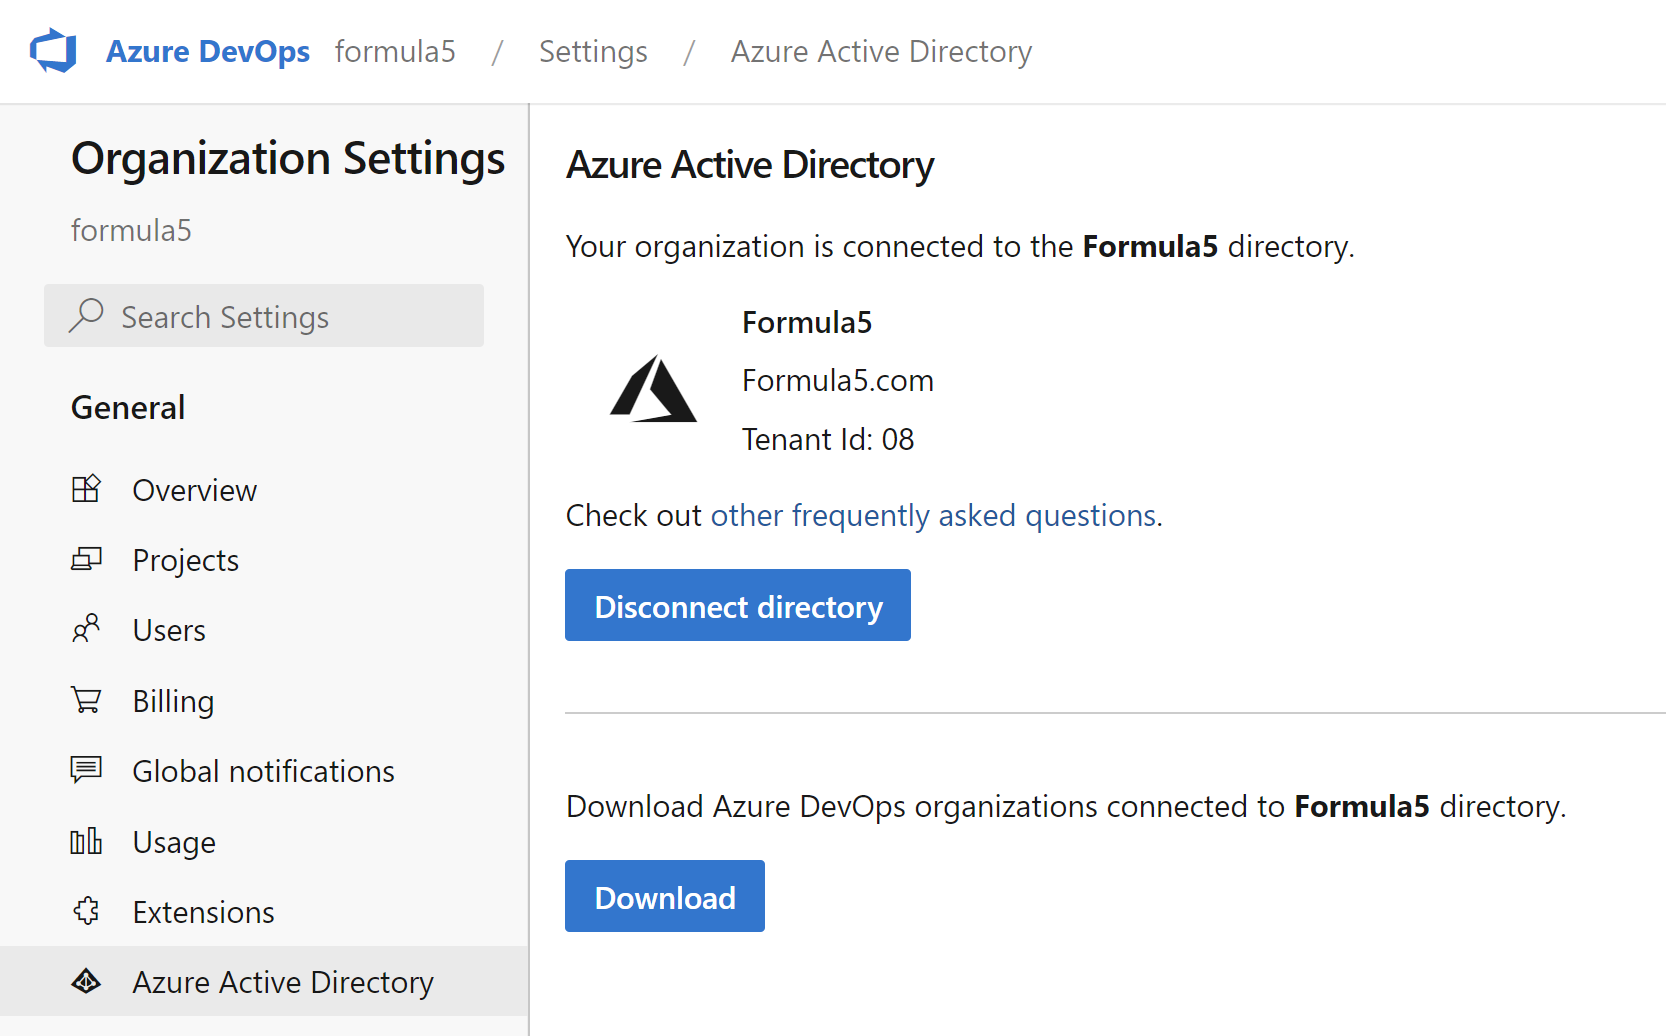 Azure DevOps formula5 / Settings / Azure Active Directory
Organization Settings
formula5
Search Settings
General
Overview
Projects
Users
Billing
Global notifications
Usage
Extensions
Azure Active Directory
Azure Active Directory
Your organization is connected to the Formula5 directory.
Formula5
Formula5.com
Tenant Id: 08
Check out other frequently asked questions.
Disconnect directory
Download Azure DevOps organizations connected to Formula5 directory.
Download